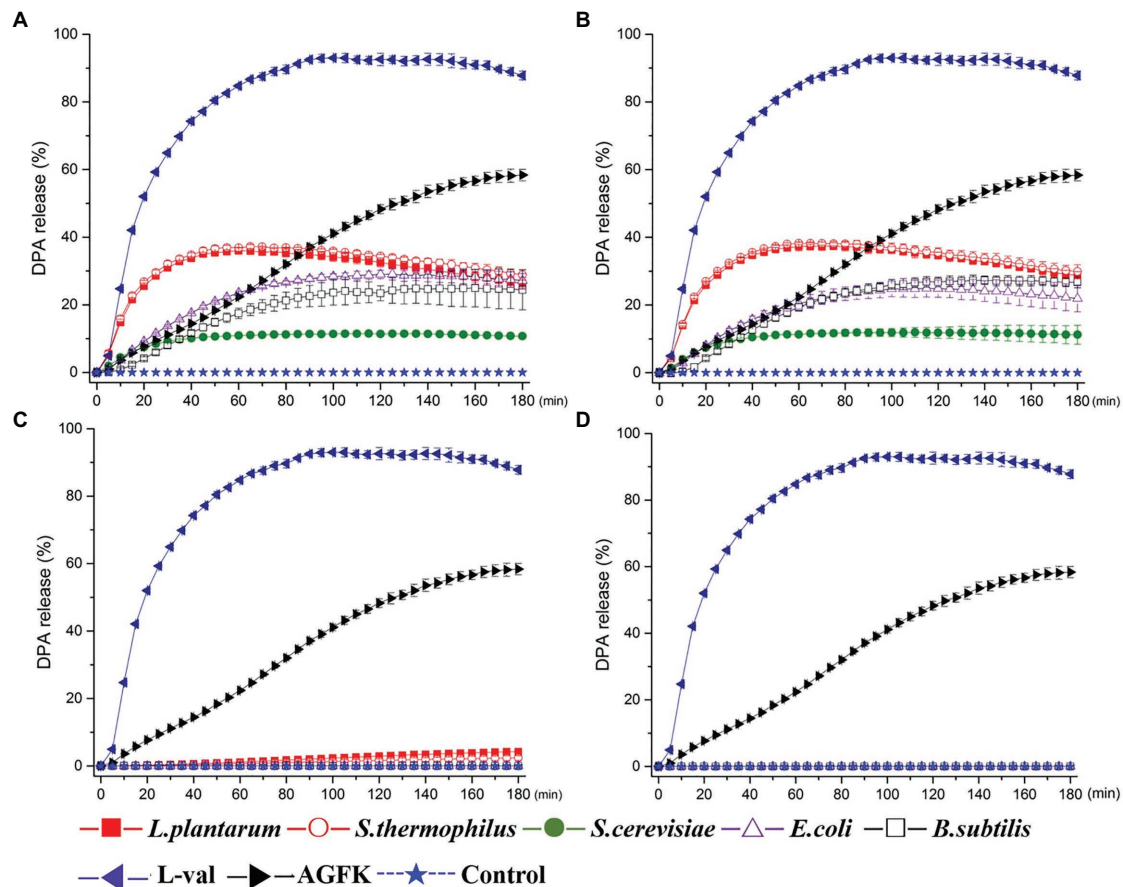 A
B
DPA release (%)
100
80
60
40
20
0
0 20 40 60 80 100 120 140 160 180 (min)
DPA release (%)
100
80
60
40
20
0
0 20 40 60 80 100 120 140 160 180 (min)
C
D
DPA release (%)
100
80
60
40
20
0
0 20 40 60 80 100 120 140 160 180 (min)
DPA release (%)
100
80
60
40
20
0
0 20 40 60 80 100 120 140 160 180 (min)
L.plantarum S.thermophilus S.cerevisiae E.coli B.subtilis
L-val AGFK Control